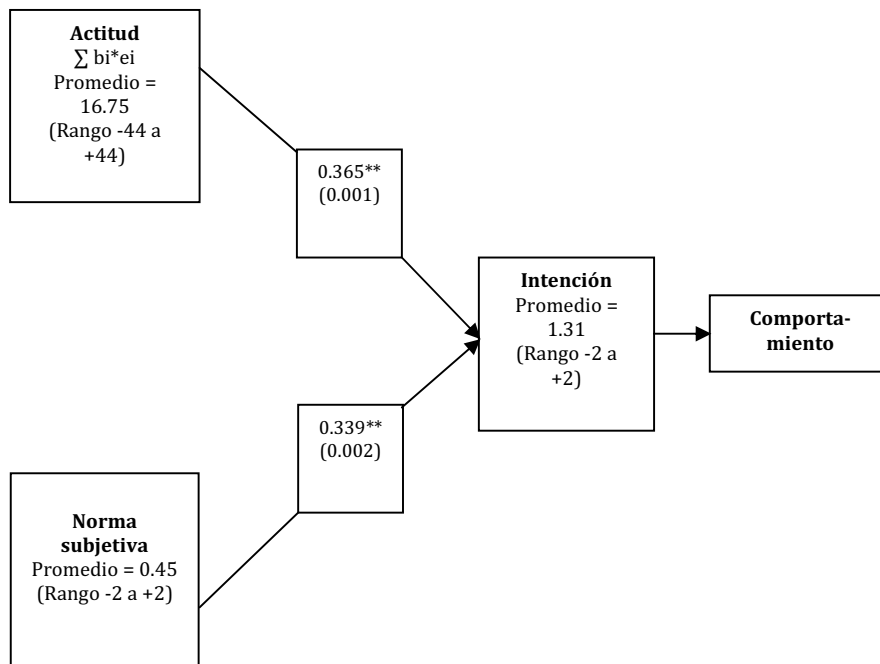 Actitud
∑ bi*ei
Promedio =
16.75
(Rango -44 a
+44)
0.365**
(0.001)
Intención
Promedio =
1.31
(Rango -2 a
+2)
Comporta-
miento
0.339**
(0.002)
Norma
subjetiva
Promedio = 0.45
(Rango -2 a +2)